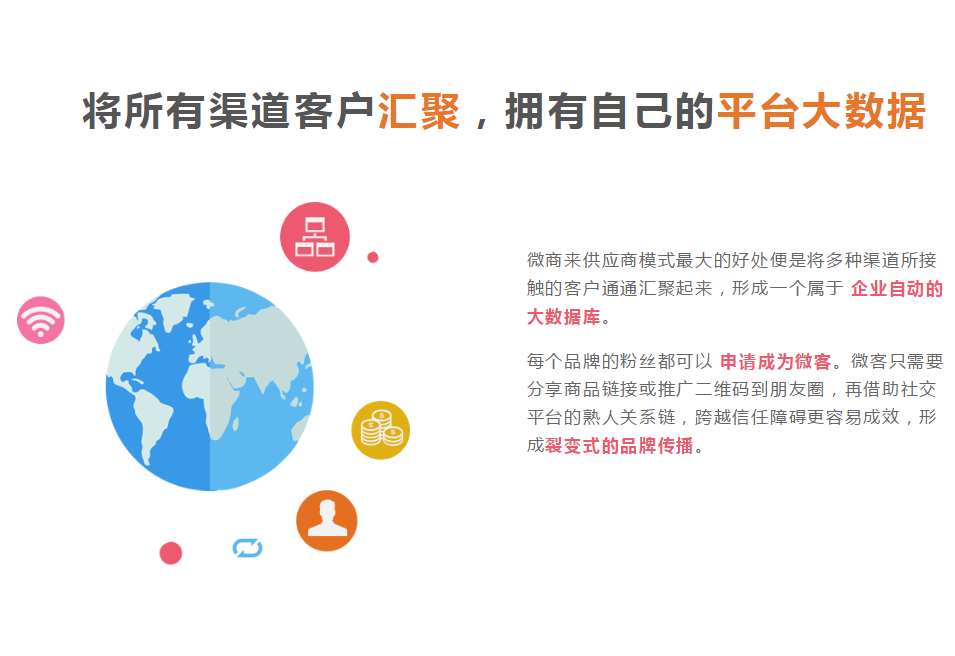 将所有渠道客户汇聚，拥有自己的平台大数据
微商来供应商模式最大的好处便是将多种渠道所接
触的客户通通汇聚起来，形成一个属于 企业自动的
大数据库。
每个品牌的粉丝都可以 申请成为微客。微客只需要
分享商品链接或推广二维码到朋友圈，再借助社交
平台的熟人关系链，跨越信任障碍更容易成效，形
成裂变式的品牌传播。